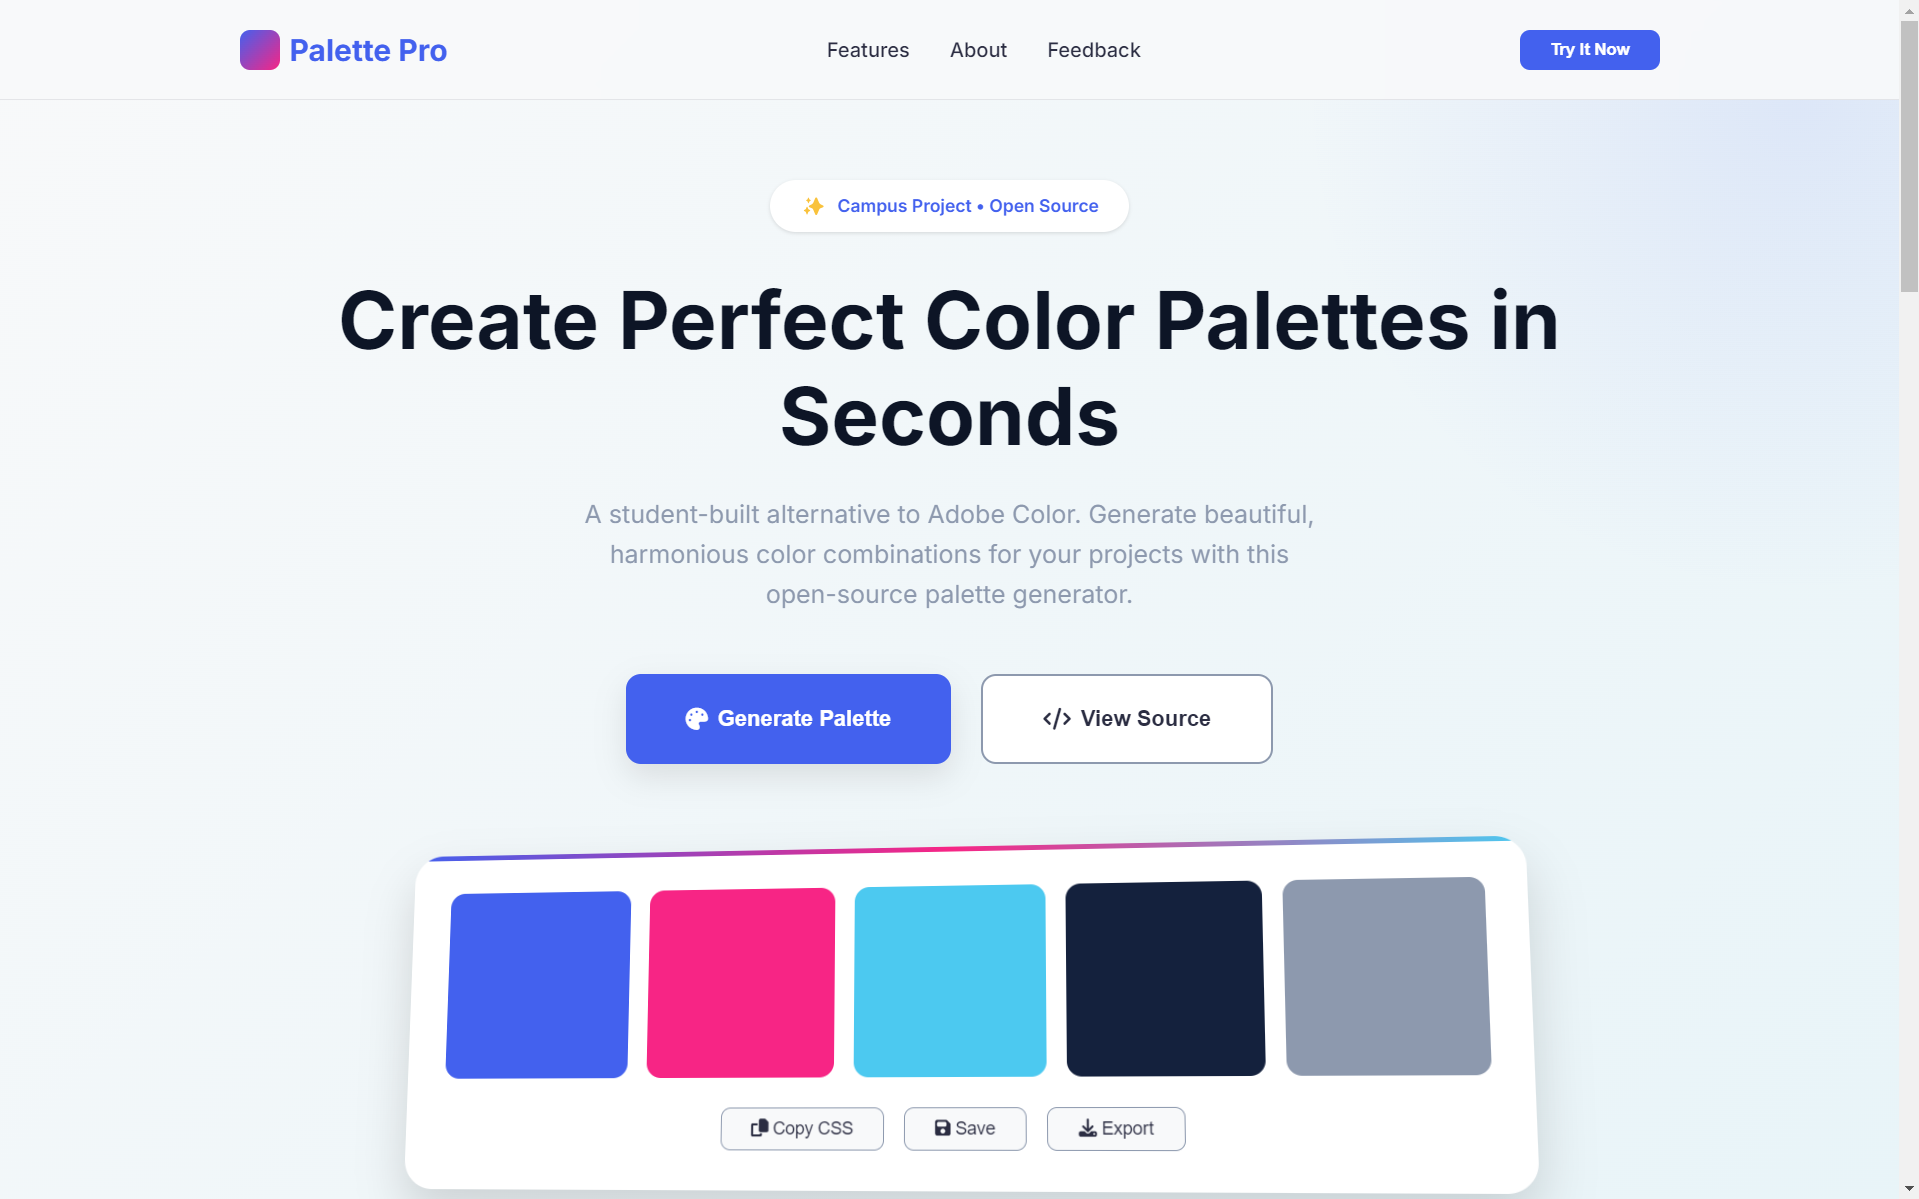 Palette Pro
Features
About
Feedback
Try It Now
Campus Project • Open Source
Create Perfect Color Palettes in
Seconds
A student-built alternative to Adobe Color. Generate beautiful,
harmonious color combinations for your projects with this
open-source palette generator.
Generate Palette
View Source
Copy CSS
Save
Export